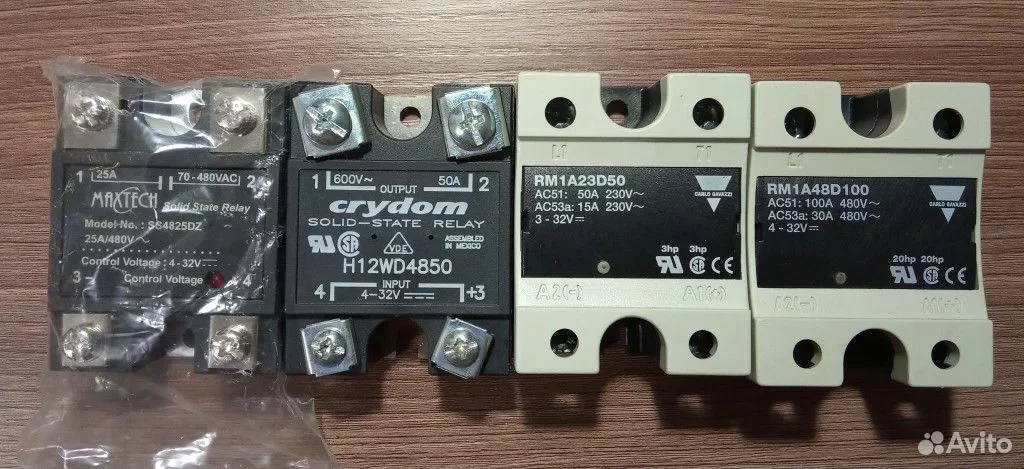 1 25A 70-480VAC 2
MAXTECH Solid State Relay
Model-No.: SS4825DZ
25A/480V~
Control Voltage: 4-32V⎓
3 - + 4
Control Voltage
1 600V~ 50A 2
OUTPUT
crydom
SOLID-STATE RELAY
VDE
ASSEMBLED
IN MEXICO
H12WD4850
INPUT
4 4-32V⎓ +3
L1 T1
RM1A23D50
AC51: 50A 230V~
AC53a: 15A 230V~
3 - 32V⎓
CARLO GAVAZZI
3hp 3hp
CE
A2(-) A1(+)
L1 T1
RM1A48D100
AC51: 100A 480V~
AC53a: 30A 480V~
4 - 32V⎓
CARLO GAVAZZI
20hp 20hp
CE
A2(-) A1(+)
Avito